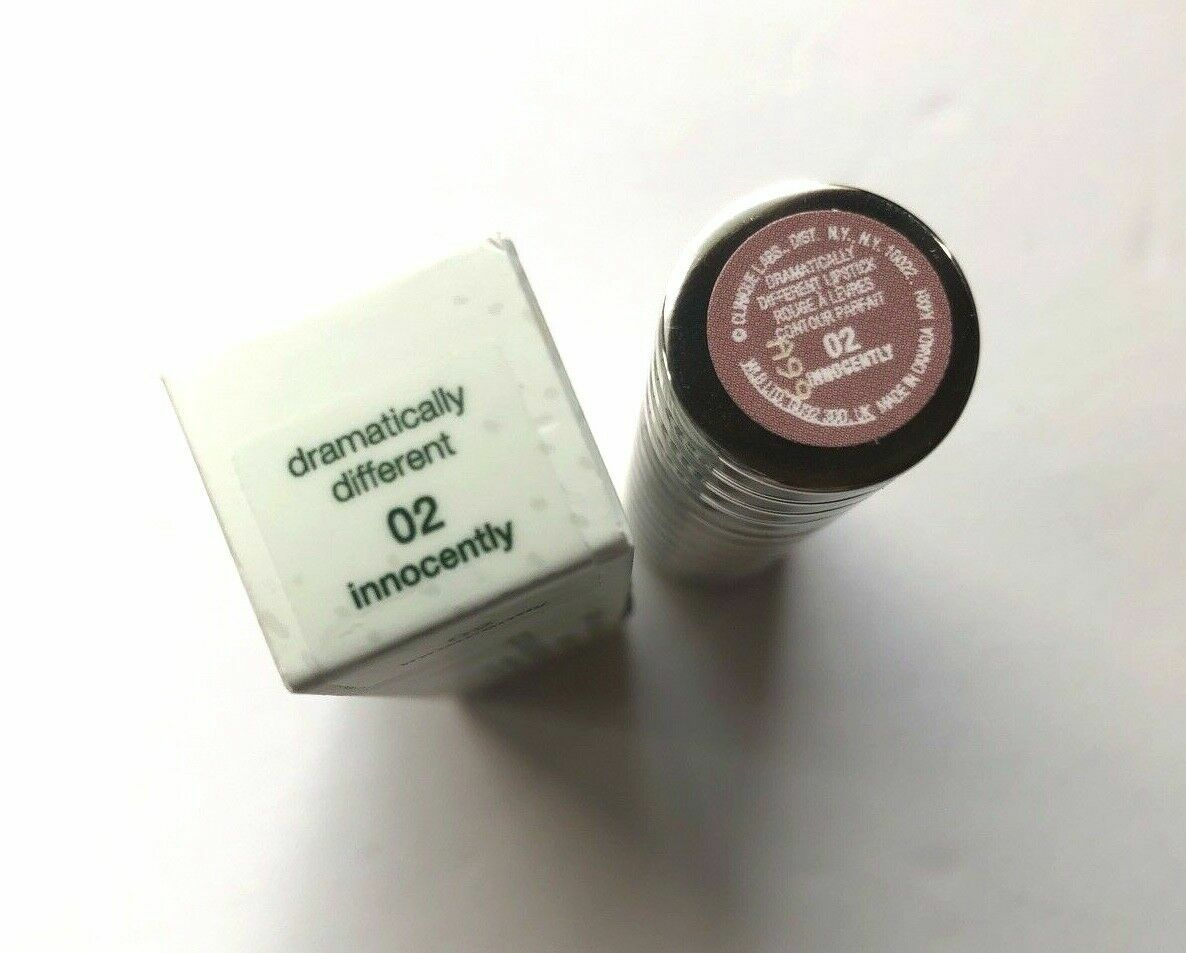 dramatically
different
02
innocently
© CLINIQUE LABS., DIST. N.Y., N.Y. 10022
DRAMATICALLY
DIFFERENT LIPSTICK
ROUGE À LÈVRES
CONTOUR PARFAIT
02
INNOCENTLY
MADE IN CANADA